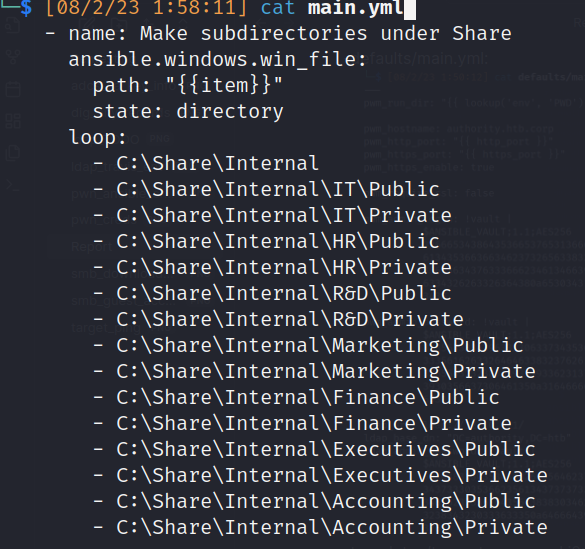 $ [08/2/23 1:58:11] cat main.yml
- name: Make subdirectories under Share
  ansible.windows.win_file:
    path: "{{item}}"
    state: directory
  loop:
    - C:\Share\Internal
    - C:\Share\Internal\IT\Public
    - C:\Share\Internal\IT\Private
    - C:\Share\Internal\HR\Public
    - C:\Share\Internal\HR\Private
    - C:\Share\Internal\R&D\Public
    - C:\Share\Internal\R&D\Private
    - C:\Share\Internal\Marketing\Public
    - C:\Share\Internal\Marketing\Private
    - C:\Share\Internal\Finance\Public
    - C:\Share\Internal\Finance\Private
    - C:\Share\Internal\Executives\Public
    - C:\Share\Internal\Executives\Private
    - C:\Share\Internal\Accounting\Public
    - C:\Share\Internal\Accounting\Private